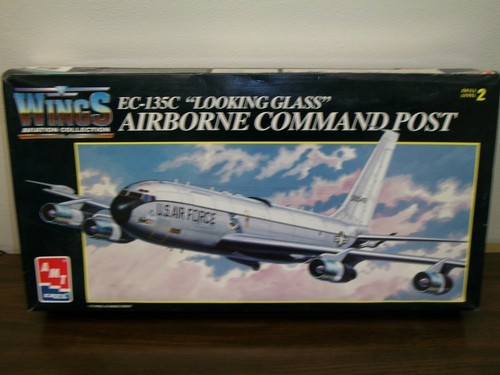 WINGS
AVIATION COLLECTION
EC-135C "LOOKING GLASS"
AIRBORNE COMMAND POST
2
U.S. AIR FORCE
AMT
ERTL